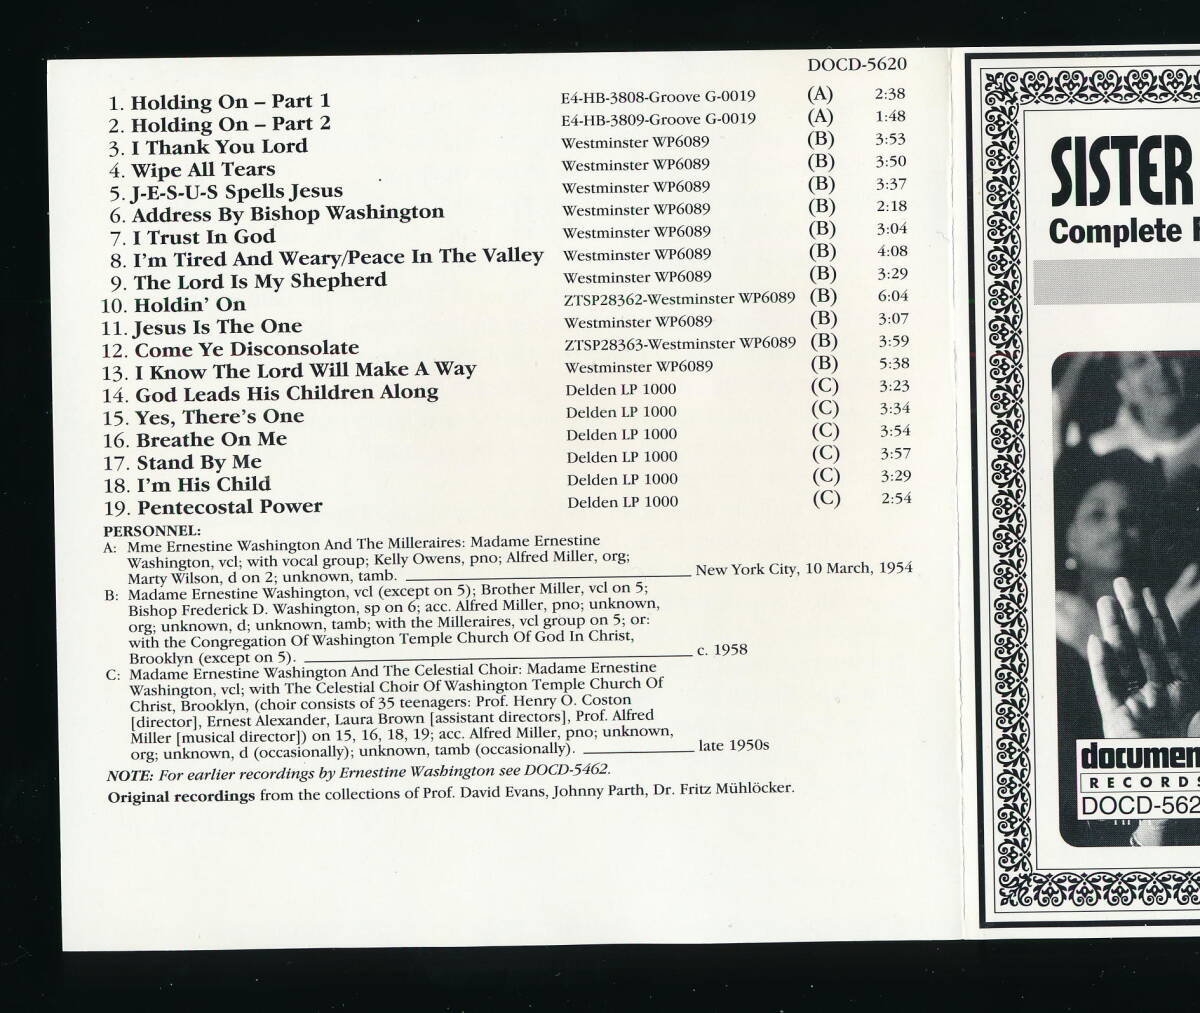 DOCD-5620
1. Holding On – Part 1 E4-HB-3808-Groove G-0019 (A) 2:38
2. Holding On – Part 2 E4-HB-3809-Groove G-0019 (A) 1:48
3. I Thank You Lord Westminster WP6089 (B) 3:53
4. Wipe All Tears Westminster WP6089 (B) 3:50
5. J-E-S-U-S Spells Jesus Westminster WP6089 (B) 3:37
6. Address By Bishop Washington Westminster WP6089 (B) 2:18
7. I Trust In God Westminster WP6089 (B) 3:04
8. I'm Tired And Weary/Peace In The Valley Westminster WP6089 (B) 4:08
9. The Lord Is My Shepherd Westminster WP6089 (B) 3:29
10. Holdin' On ZTSP28362-Westminster WP6089 (B) 6:04
11. Jesus Is The One Westminster WP6089 (B) 3:07
12. Come Ye Disconsolate ZTSP28363-Westminster WP6089 (B) 3:59
13. I Know The Lord Will Make A Way Westminster WP6089 (B) 5:38
14. God Leads His Children Along Delden LP 1000 (C) 3:23
15. Yes, There's One Delden LP 1000 (C) 3:34
16. Breathe On Me Delden LP 1000 (C) 3:54
17. Stand By Me Delden LP 1000 (C) 3:57
18. I'm His Child Delden LP 1000 (C) 3:29
19. Pentecostal Power Delden LP 1000 (C) 2:54
PERSONNEL:
A: Mme Ernestine Washington And The Milleraires: Madame Ernestine
Washington, vcl; with vocal group; Kelly Owens, pno; Alfred Miller, org;
Marty Wilson, d on 2; unknown, tamb. New York City, 10 March, 1954
B: Madame Ernestine Washington, vcl (except on 5); Brother Miller, vcl on 5;
Bishop Frederick D. Washington, sp on 6; acc. Alfred Miller, pno; unknown,
org; unknown, d; unknown, tamb; with the Milleraires, vcl group on 5; or:
with the Congregation Of Washington Temple Church Of God In Christ,
Brooklyn (except on 5). c. 1958
C: Madame Ernestine Washington And The Celestial Choir: Madame Ernestine
Washington, vcl; with The Celestial Choir Of Washington Temple Church Of
Christ, Brooklyn, (choir consists of 35 teenagers: Prof. Henry O. Coston
[director], Ernest Alexander, Laura Brown [assistant directors], Prof. Alfred
Miller [musical director]) on 15, 16, 18, 19; acc. Alfred Miller, pno; unknown,
org; unknown, d (occasionally); unknown, tamb (occasionally). late 1950s
NOTE: For earlier recordings by Ernestine Washington see DOCD-5462.
Original recordings from the collections of Prof. David Evans, Johnny Parth, Dr. Fritz Mühlöcker.
SISTER
Complete
documen
RECORDS
DOCD-562